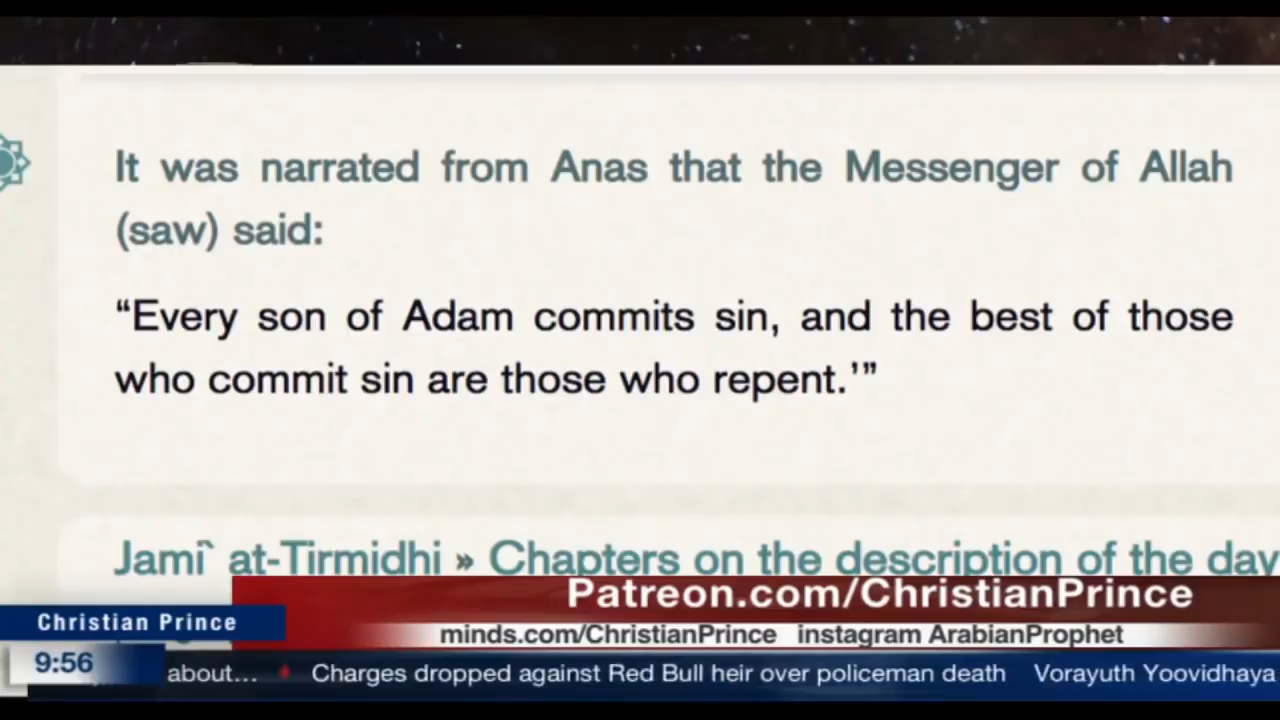 It was narrated from Anas that the Messenger of Allah
(saw) said:
“Every son of Adam commits sin, and the best of those
who commit sin are those who repent.’”
Jami` at-Tirmidhi » Chapters on the description of the day
Patreon.com/ChristianPrince
Christian Prince
minds.com/ChristianPrince instagram ArabianProphet
9:56
about... Charges dropped against Red Bull heir over policeman death Vorayuth Yoovidhaya